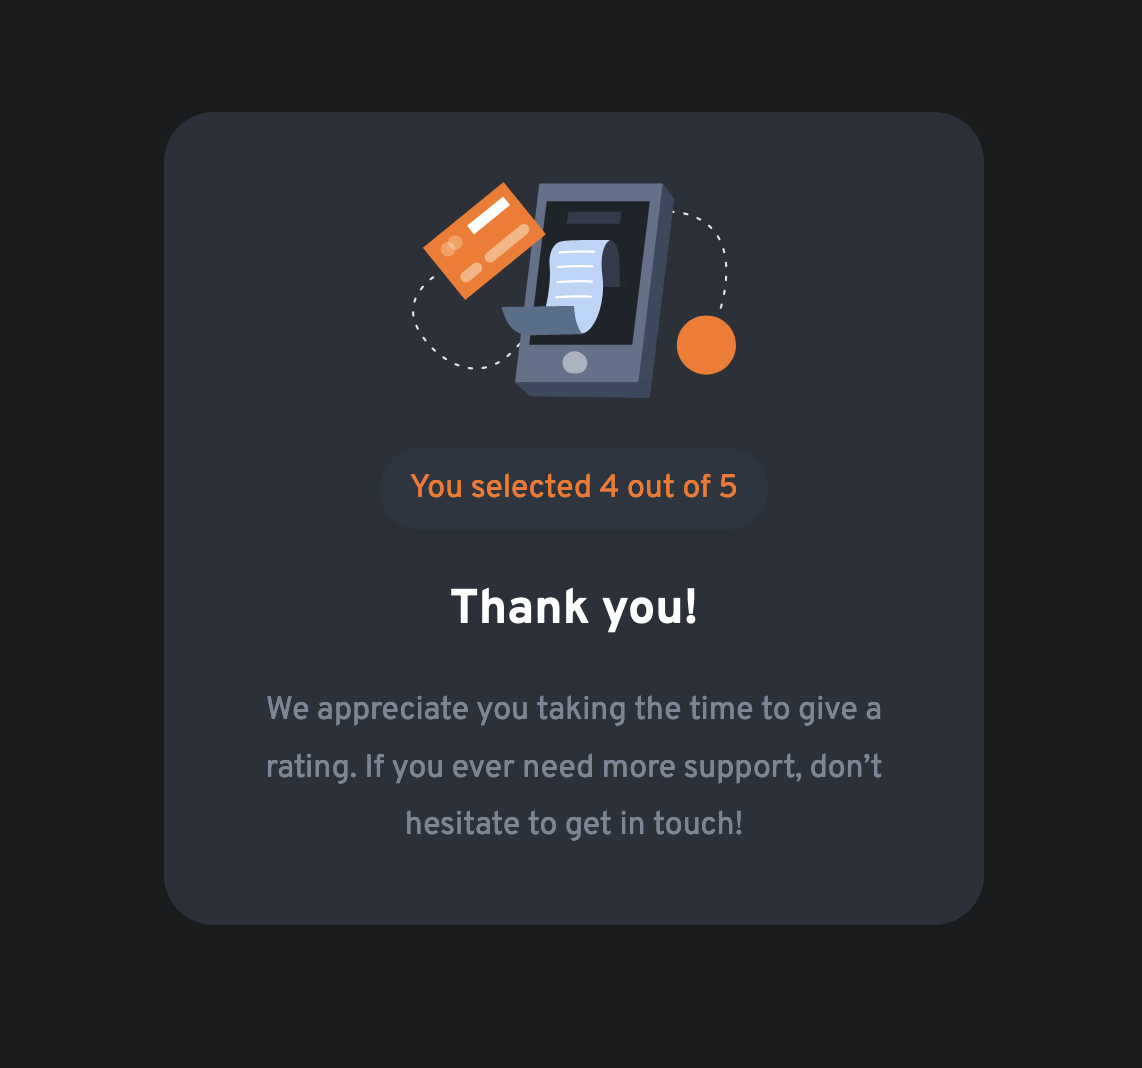 You selected 4 out of 5
Thank you!
We appreciate you taking the time to give a
rating. If you ever need more support, don’t
hesitate to get in touch!